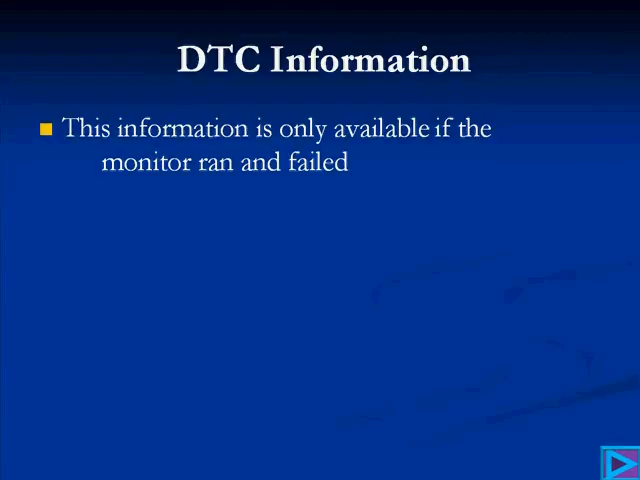 DTC Information
This information is only available if the
monitor ran and failed